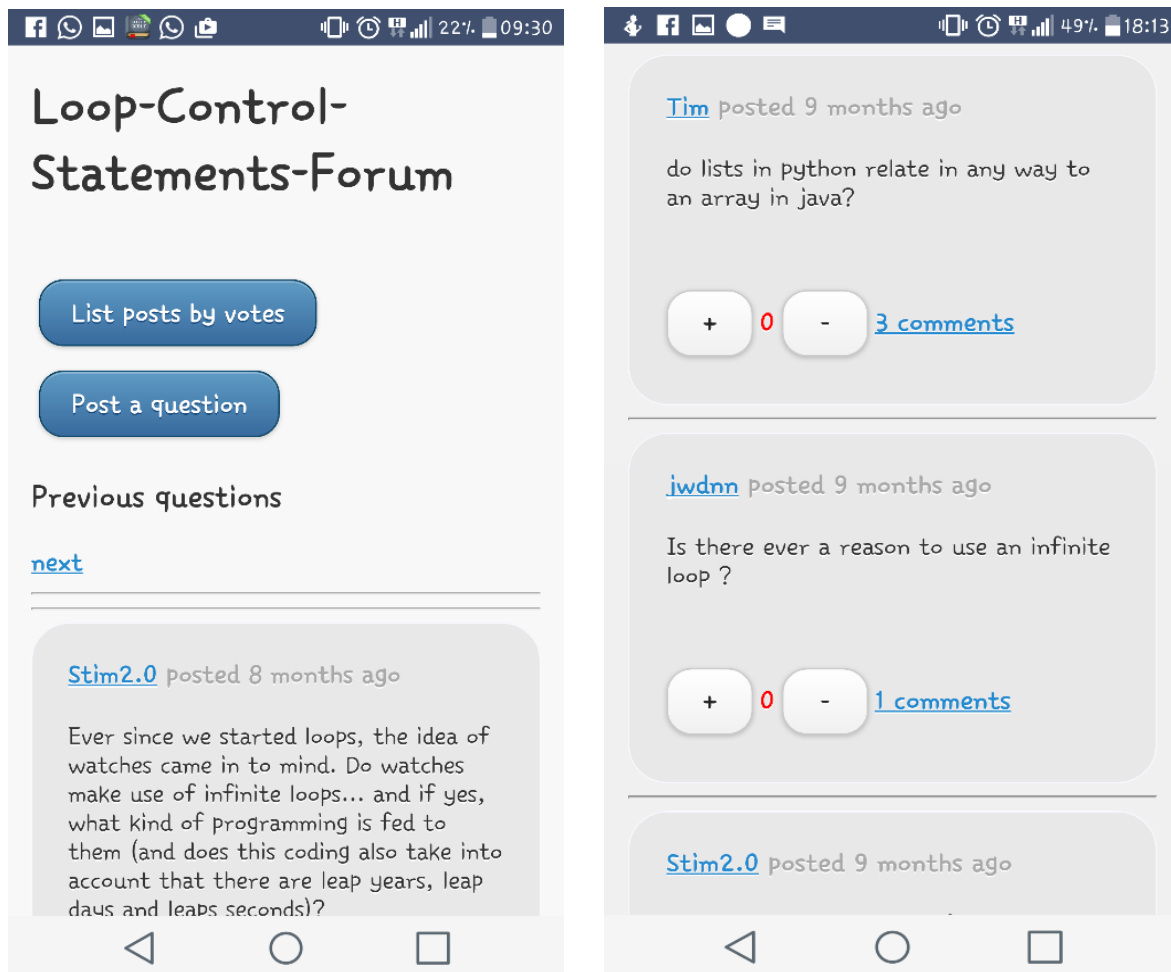 22% 09:30
Loop-Control-
Statements-Forum
List posts by votes
Post a question
Previous questions
next
Stim2.0 posted 8 months ago
Ever since we started loops, the idea of
watches came in to mind. Do watches
make use of infinite loops... and if yes,
what kind of programming is fed to
them (and does this coding also take into
account that there are leap years, leap
days and leaps seconds)?
H 49% 18:13
Tim posted 9 months ago
do lists in python relate in any way to
an array in java?
+ 0 - 3 comments
jwdnn posted 9 months ago
Is there ever a reason to use an infinite
loop ?
+ 0 - 1 comments
Stim2.0 posted 9 months ago